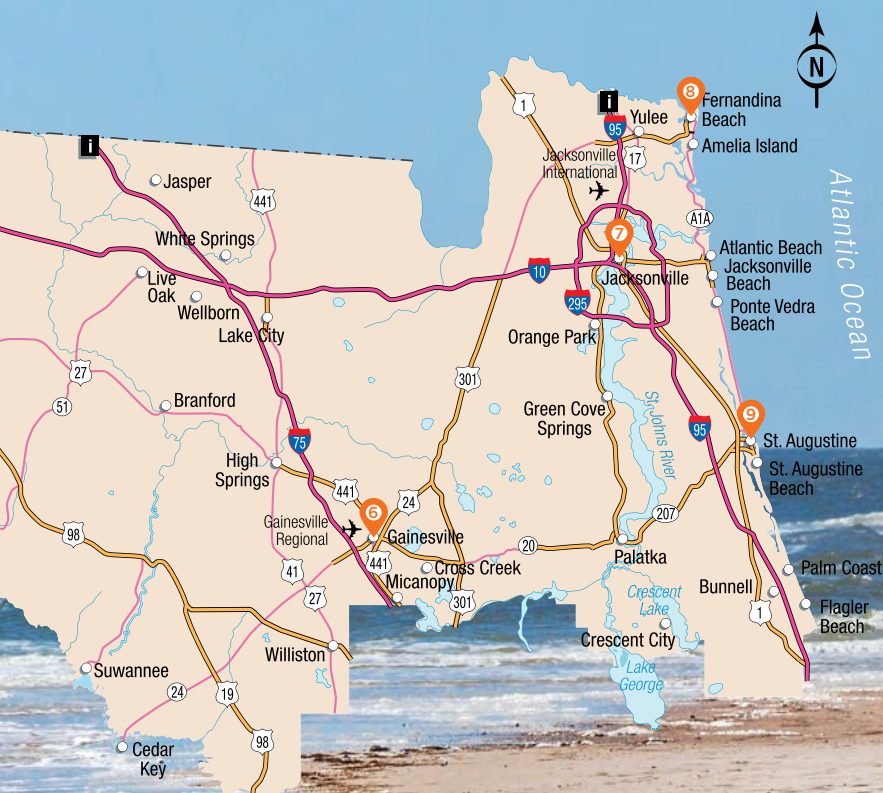 N
8
Fernandina
Beach
1
i
95
Yulee
i
Amelia Island
Jacksonville
International
17
Jasper
441
A1A
Atlantic Ocean
7
White Springs
Atlantic Beach
10
Jacksonville
Jacksonville
Beach
Live
Oak
295
Wellborn
Ponte Vedra
Beach
Lake City
Orange Park
27
301
51
Branford
Green Cove
Springs
St. Johns River
9
95
75
St. Augustine
High
Springs
St. Augustine
Beach
441
24
6
207
Gainesville
Regional
98
Gainesville
20
Palatka
441
Cross Creek
41
Micanopy
Palm Coast
27
301
Crescent
Lake
Bunnell
1
Flagler
Beach
Crescent City
Williston
Suwannee
Lake
George
24
19
98
Cedar
Key